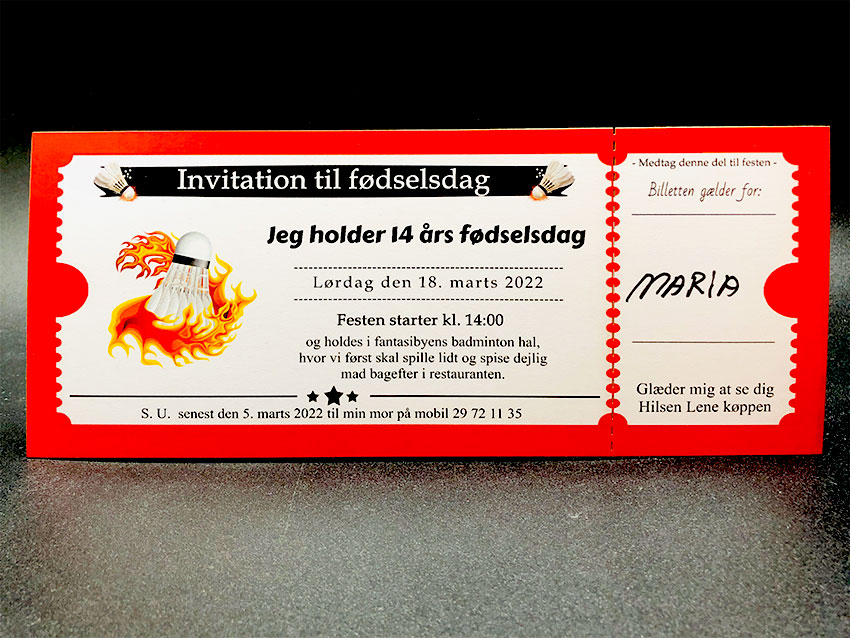 Invitation til fødselsdag
Jeg holder 14 års fødselsdag
Lørdag den 18. marts 2022
Festen starter kl. 14:00
og holdes i fantasibyens badminton hal,
hvor vi først skal spille lidt og spise dejlig
mad bagefter i restauranten.
S. U. senest den 5. marts 2022 til min mor på mobil 29 72 11 35
- Medtag denne del til festen -
Billetten gælder for:
MARIA
Glæder mig at se dig
Hilsen Lene køppen